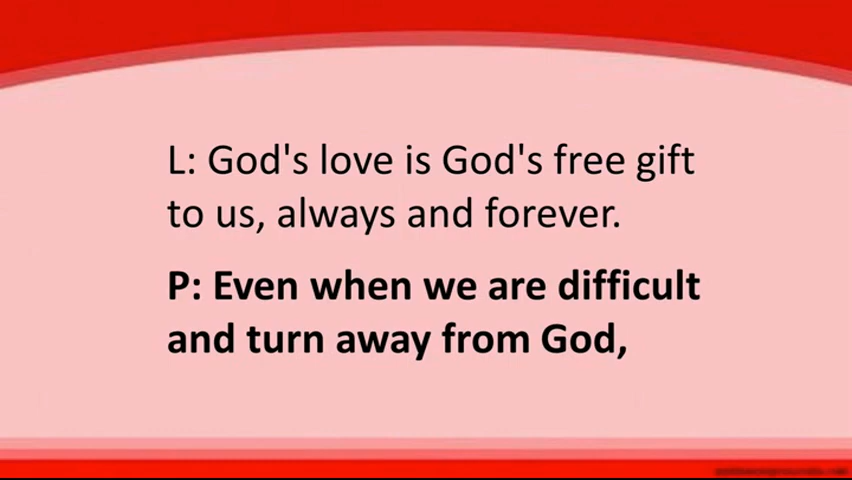 L: God's love is God's free gift
to us, always and forever.
P: Even when we are difficult
and turn away from God,